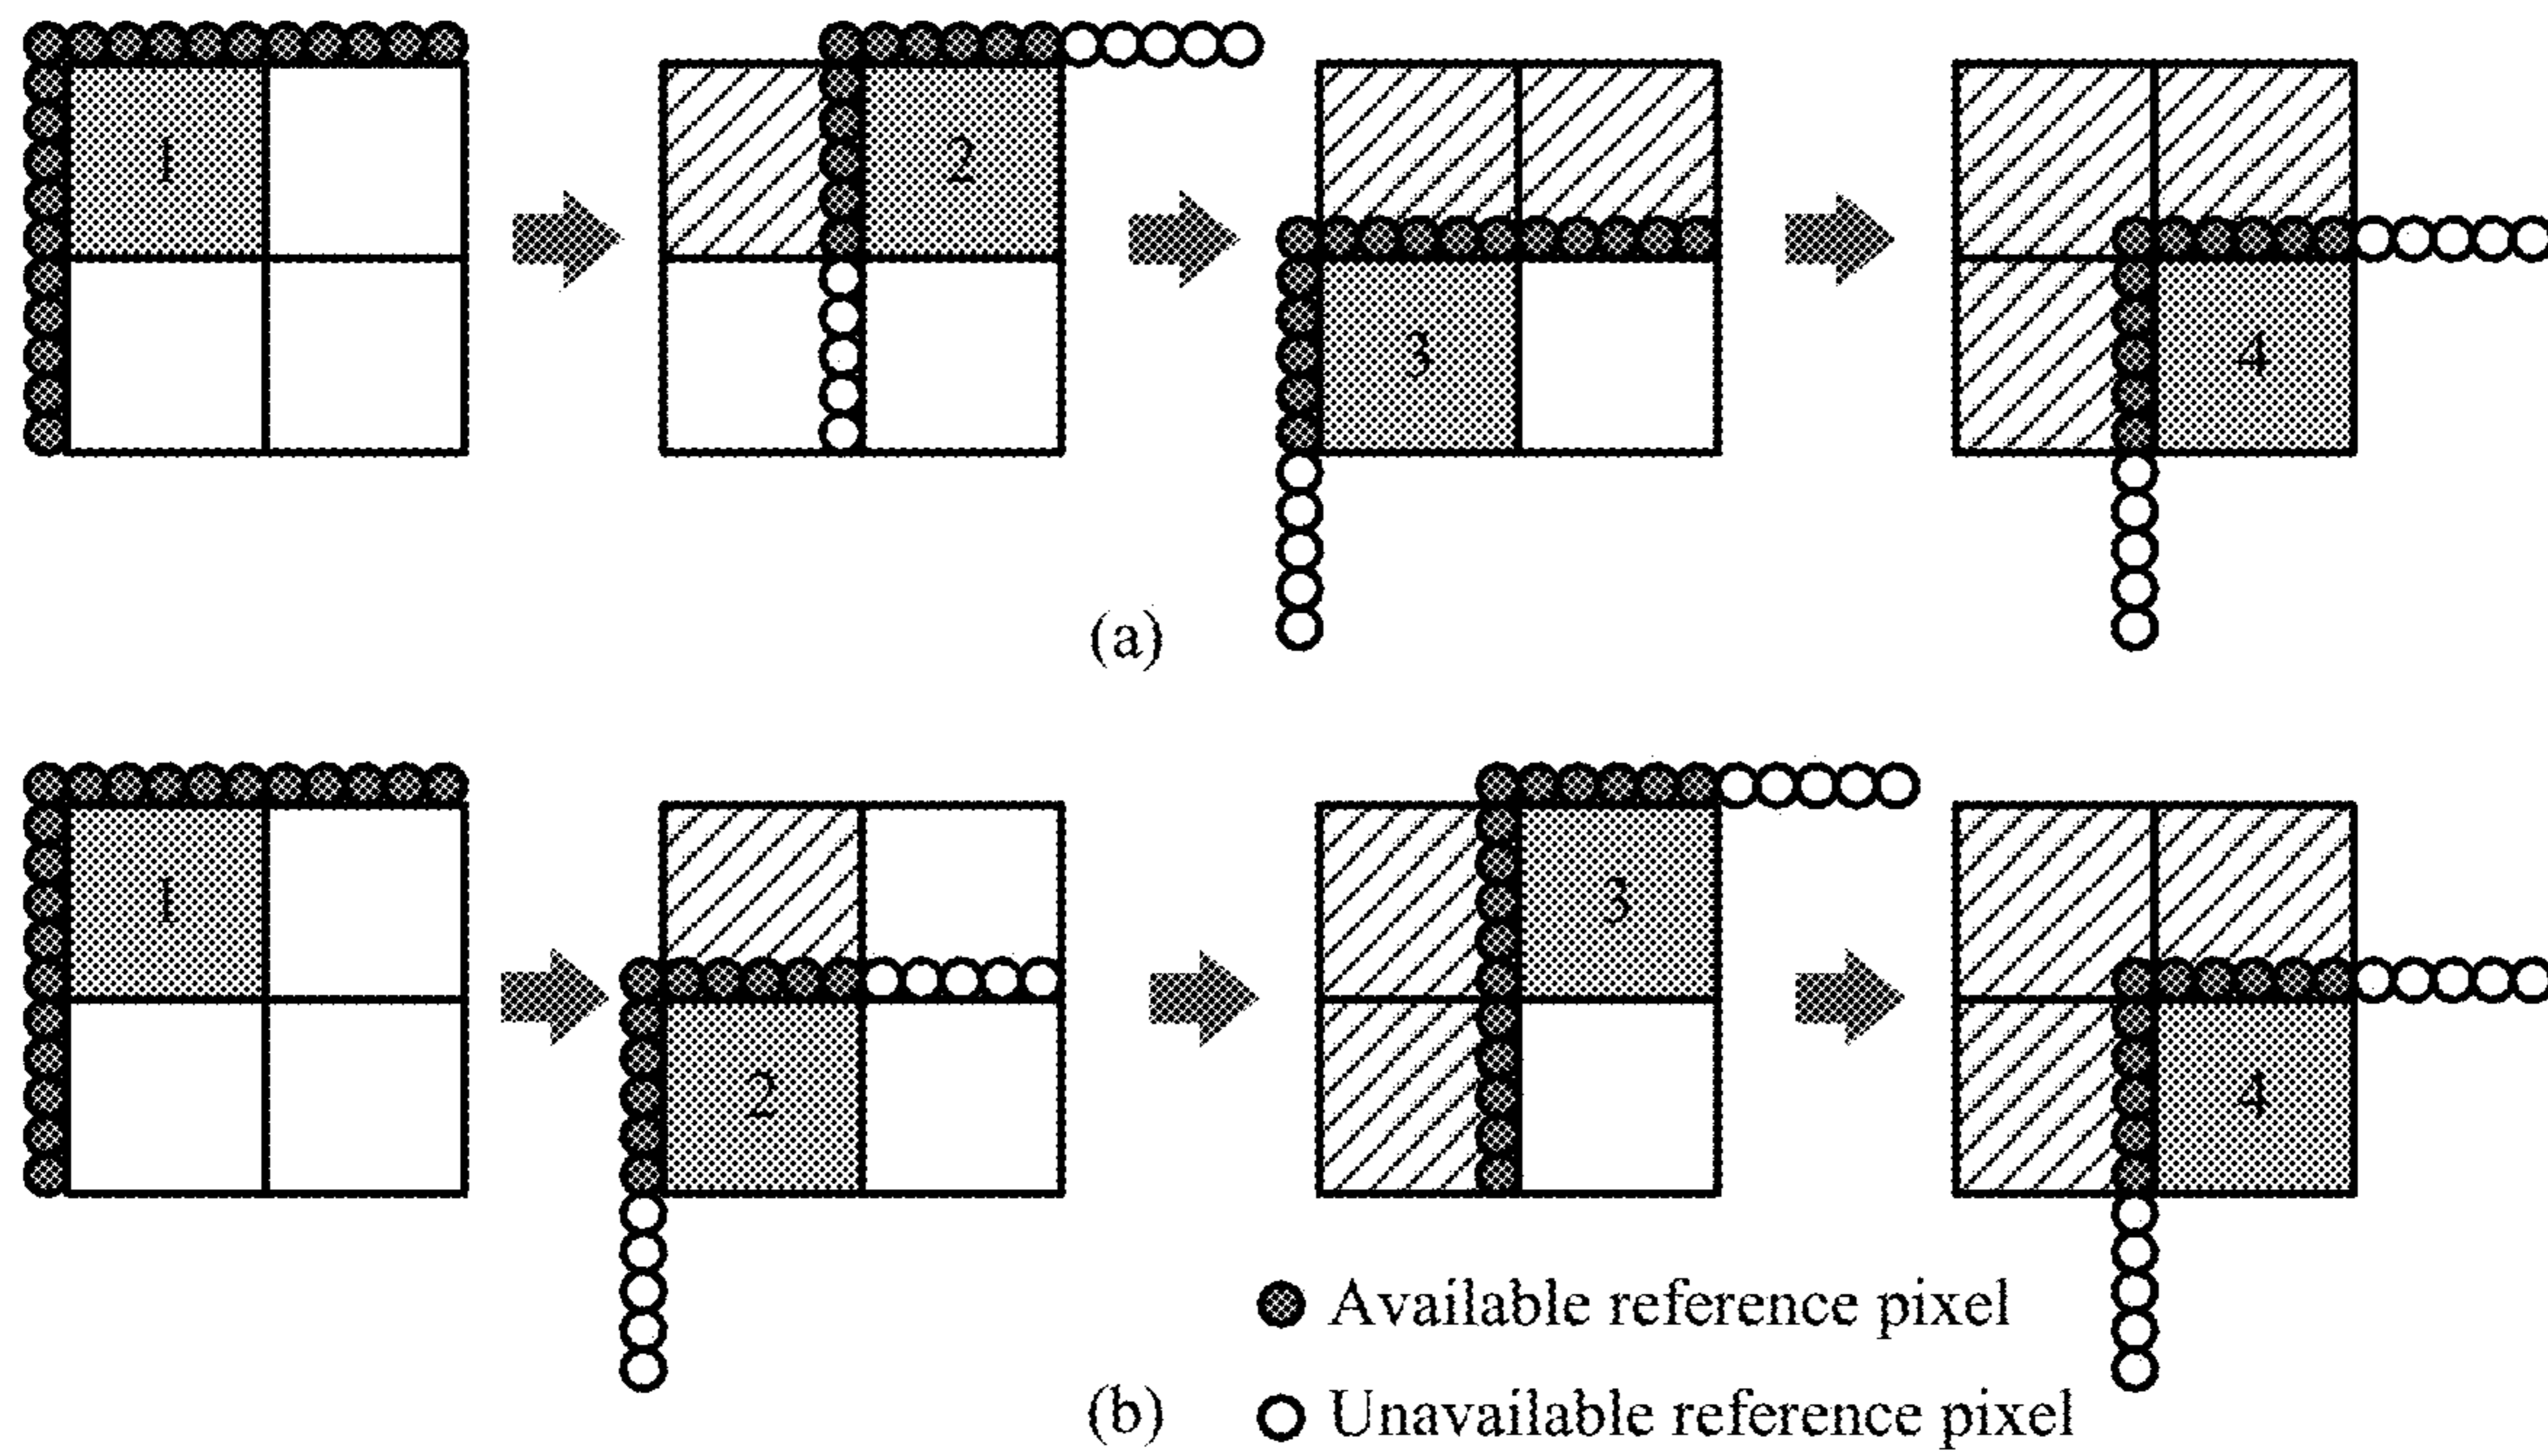 1
2
3
4
(a)
1
2
3
4
Available reference pixel
(b)
Unavailable reference pixel